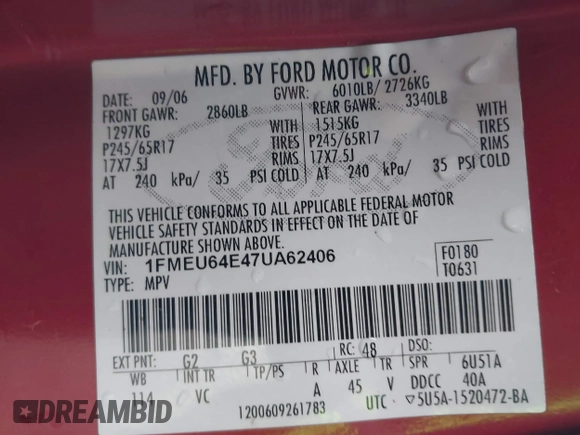 MFD. BY FORD MOTOR CO.
DATE: 09/06 GVWR: 6010LB/ 2726KG
FRONT GAWR: 2860LB REAR GAWR: 3340LB
1297KG WITH 1515KG WITH
P245/65R17 TIRES P245/65R17 TIRES
17X7.5J RIMS 17X7.5J RIMS
AT 240 kPa/ 35 PSI COLD AT 240 kPa/ 35 PSI COLD
Ford
THIS VEHICLE CONFORMS TO ALL APPLICABLE FEDERAL MOTOR
VEHICLE SAFETY STANDARDS IN EFFECT ON THE DATE OF
MANUFACTURE SHOWN ABOVE.
VIN: 1FMEU64E47UA62406
TYPE: MPV
F0180
T0631
EXT PNT: G2 G3 RC: 48 DSO:
WB INT TR TP/PS R AXLE TR SPR 6U51A
114 VC A 45 V DDCC 40A
1200609261783 UTC ▽5U5A-1520472-BA
DREAMBID